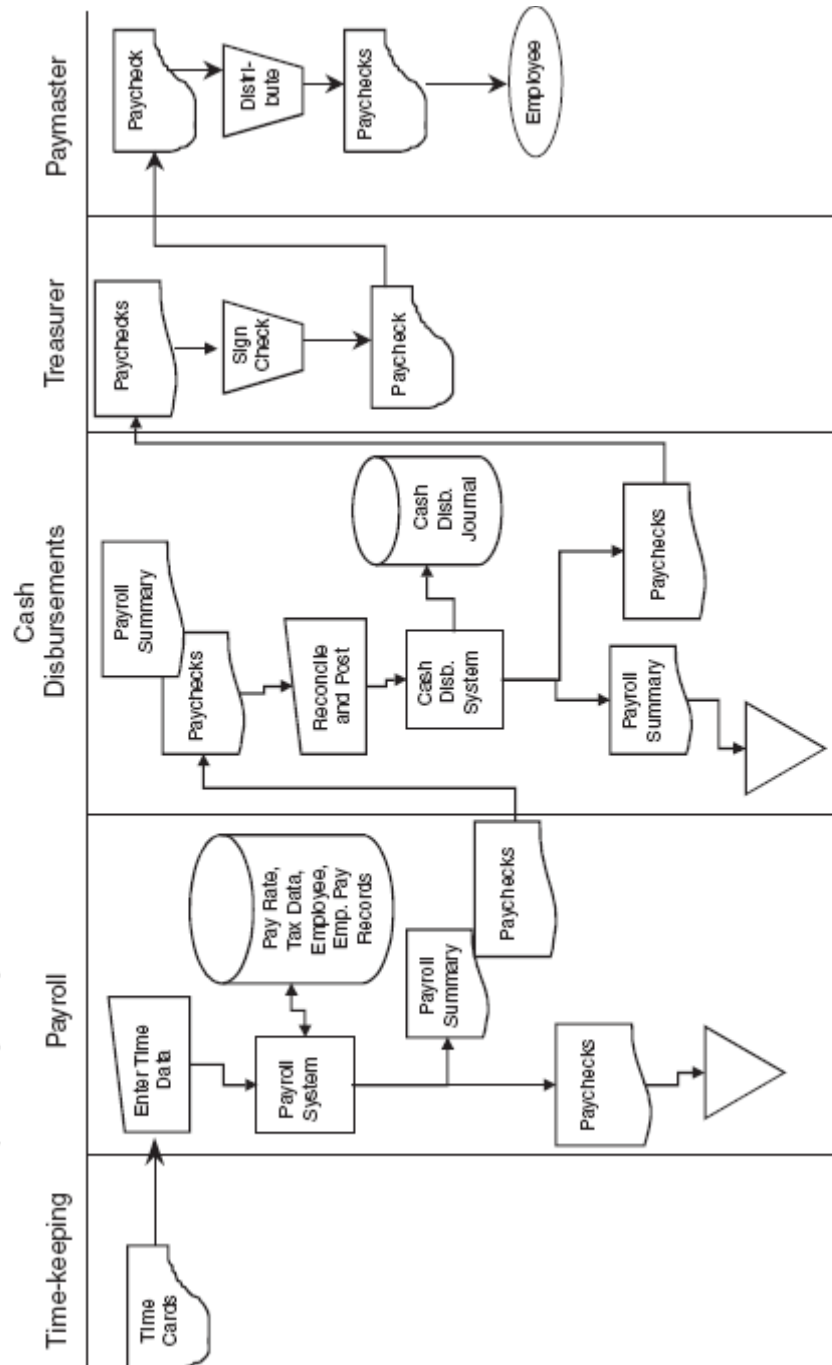 Time-keeping
Time
Cards
Payroll
Enter Time
Data
Payroll
System
Pay Rate,
Tax Data,
Employee,
Emp. Pay
Records
Payroll
Summary
Paychecks
Paychecks
Cash
Disbursements
Payroll
Summary
Paychecks
Reconcile
and Post
Cash
Disb.
System
Cash
Disb.
Journal
Payroll
Summary
Paychecks
Treasurer
Paychecks
Sign
Check
Paycheck
Paymaster
Paycheck
Distri-
bute
Paychecks
Employee